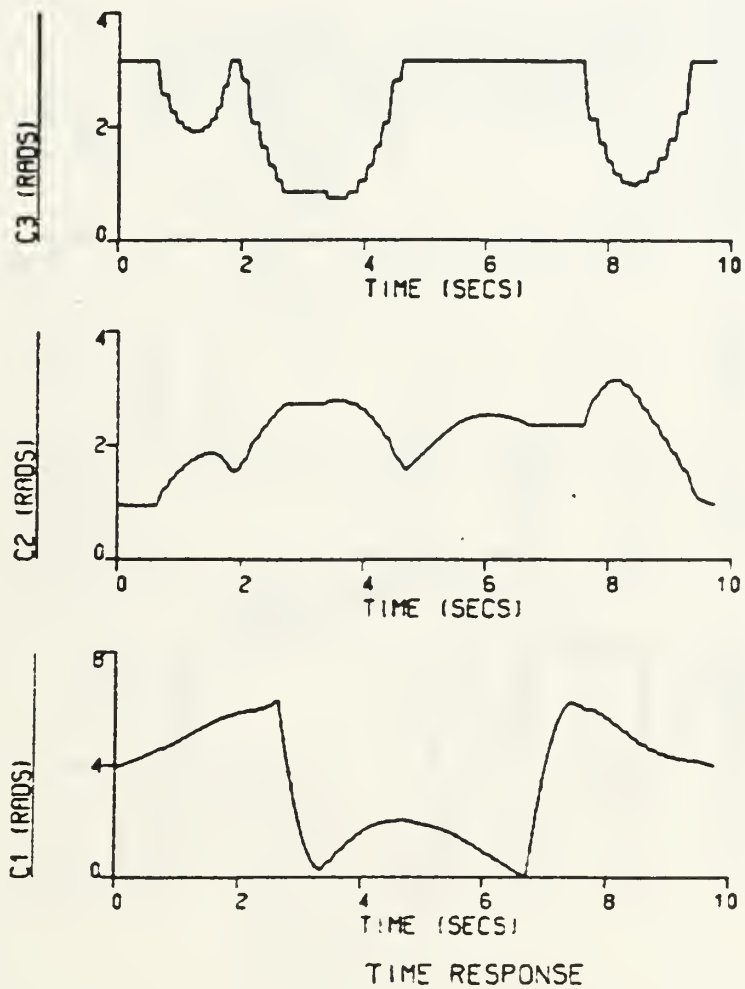 C3 (RADS)
4
2
0
0 2 4 6 8 10
TIME (SECS)
C2 (RADS)
4
2
0
0 2 4 6 8 10
TIME (SECS)
C1 (RADS)
8
4
0
0 2 4 6 8 10
TIME (SECS)
TIME RESPONSE